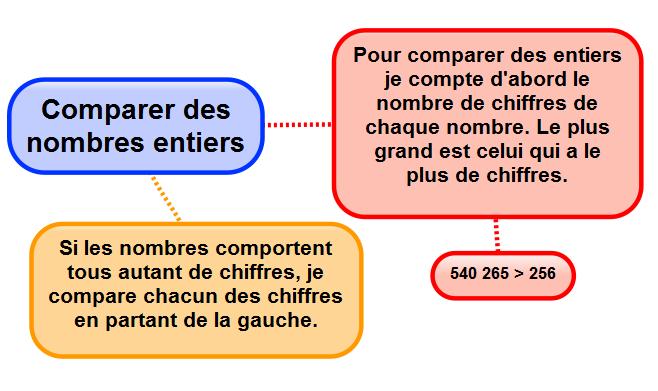 Comparer des
nombres entiers
Pour comparer des entiers
je compte d'abord le
nombre de chiffres de
chaque nombre. Le plus
grand est celui qui a le
plus de chiffres.
540 265 > 256
Si les nombres comportent
tous autant de chiffres, je
compare chacun des chiffres
en partant de la gauche.